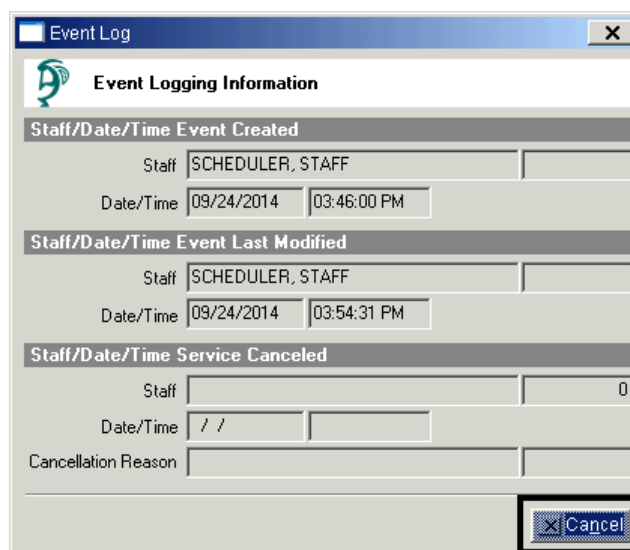 Event Log
Event Logging Information
Staff/Date/Time Event Created
Staff SCHEDULER, STAFF
Date/Time 09/24/2014 03:46:00 PM
Staff/Date/Time Event Last Modified
Staff SCHEDULER, STAFF
Date/Time 09/24/2014 03:54:31 PM
Staff/Date/Time Service Canceled
Staff 0
Date/Time / /
Cancellation Reason
Cancel